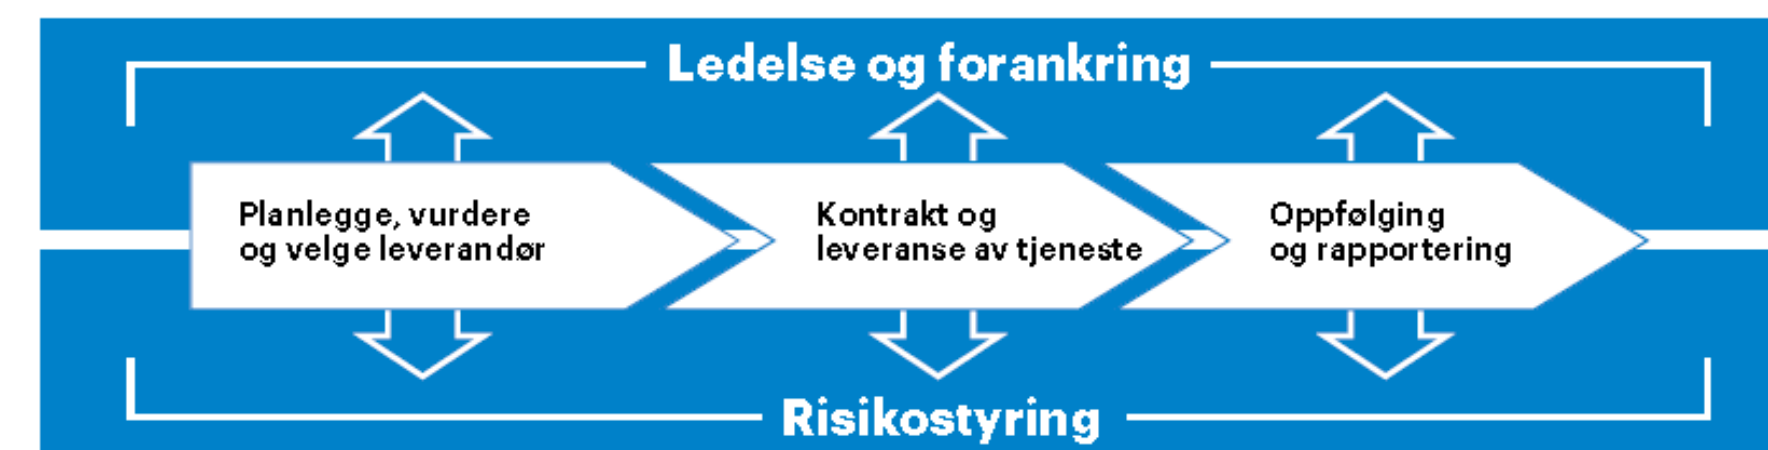 Ledelse og forankring
Planlegge, vurdere
og velge leverandør
Kontrakt og
leveranse av tjeneste
Oppfølging
og rapportering
Risikostyring